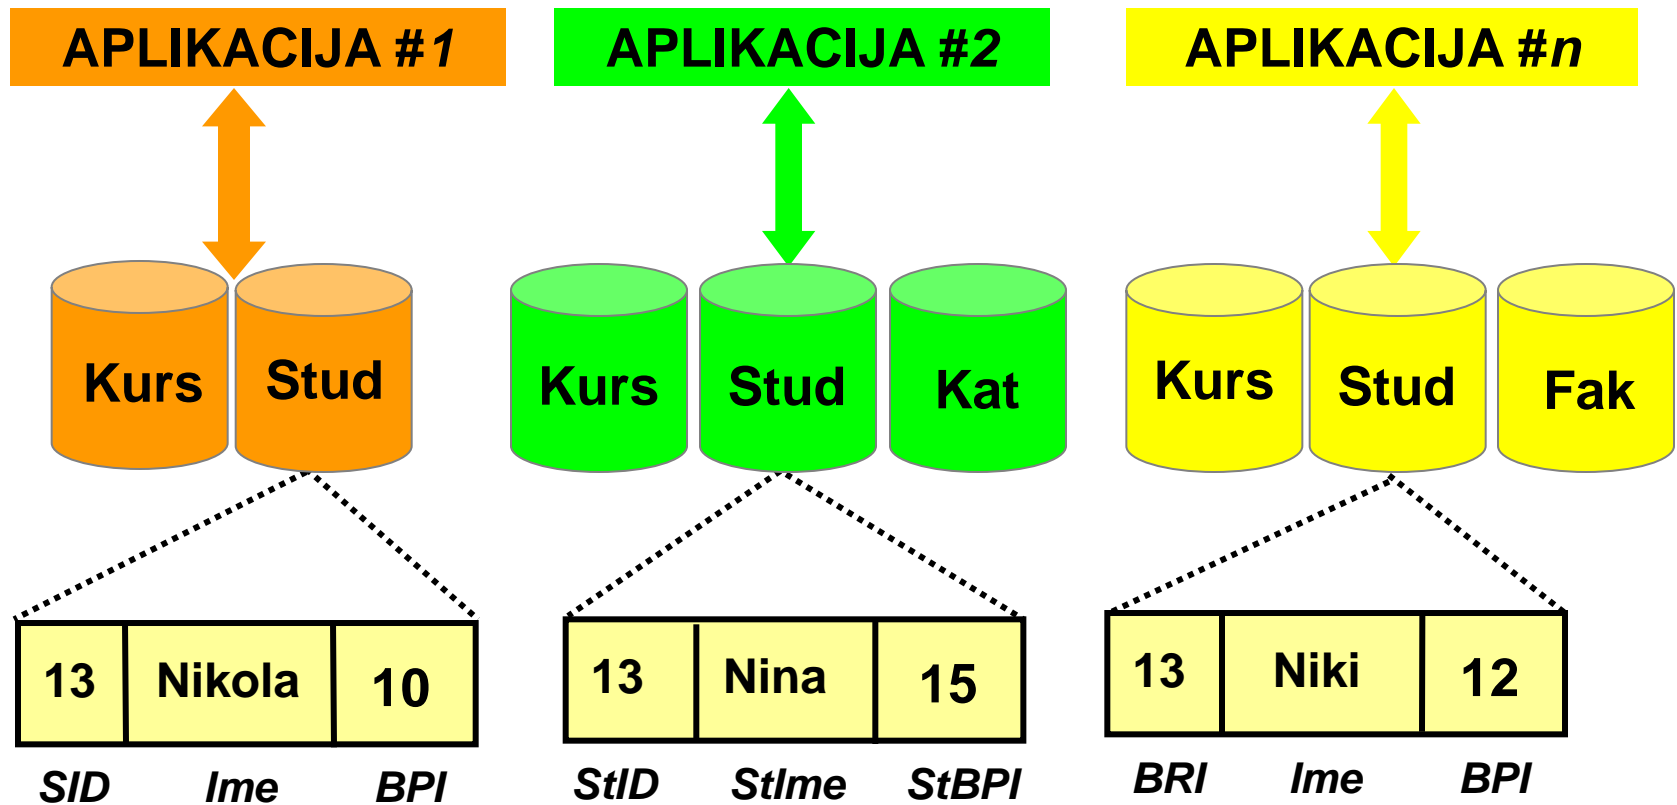 APLIKACIJA #1
APLIKACIJA #2
APLIKACIJA #n
Kurs
Stud
Kurs
Stud
Kat
Kurs
Stud
Fak
13 Nikola 10
13 Nina 15
13 Niki 12
SID Ime BPI
StID StIme StBPI
BRI Ime BPI